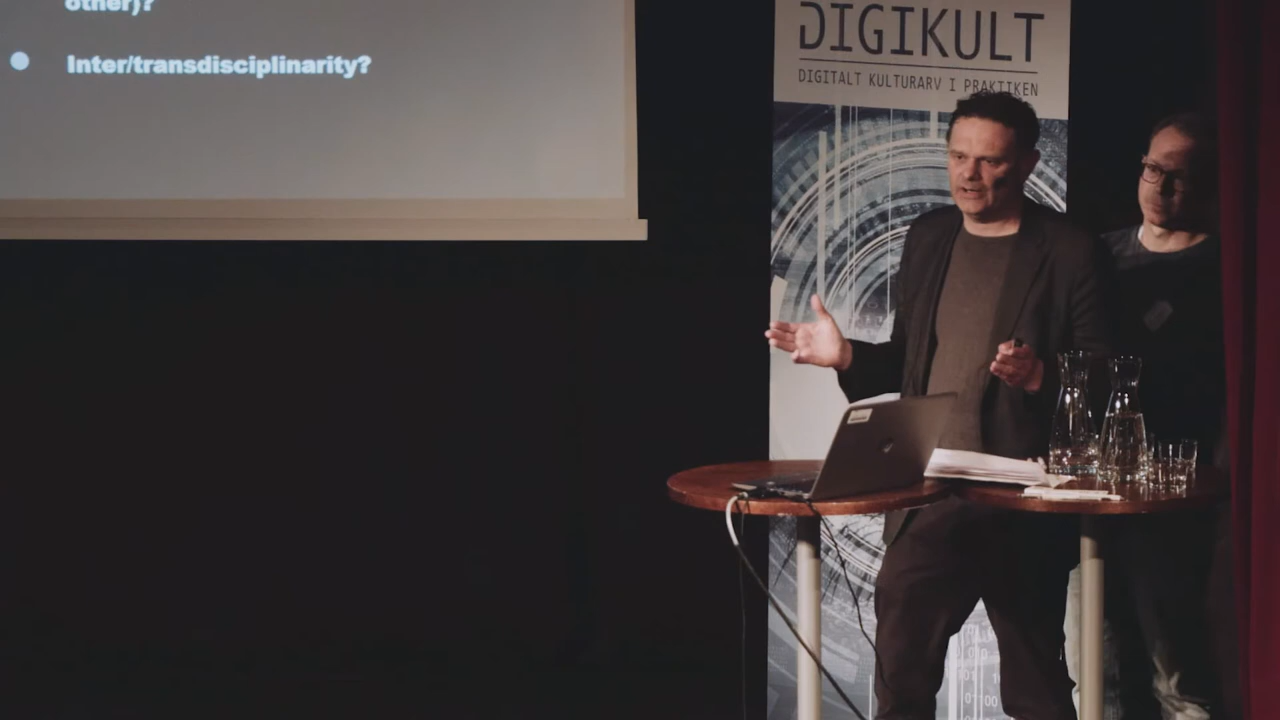 other)?
Inter/transdisciplinarity?
DIGIKULT
DIGITALT KULTURARV I PRAKTIKEN